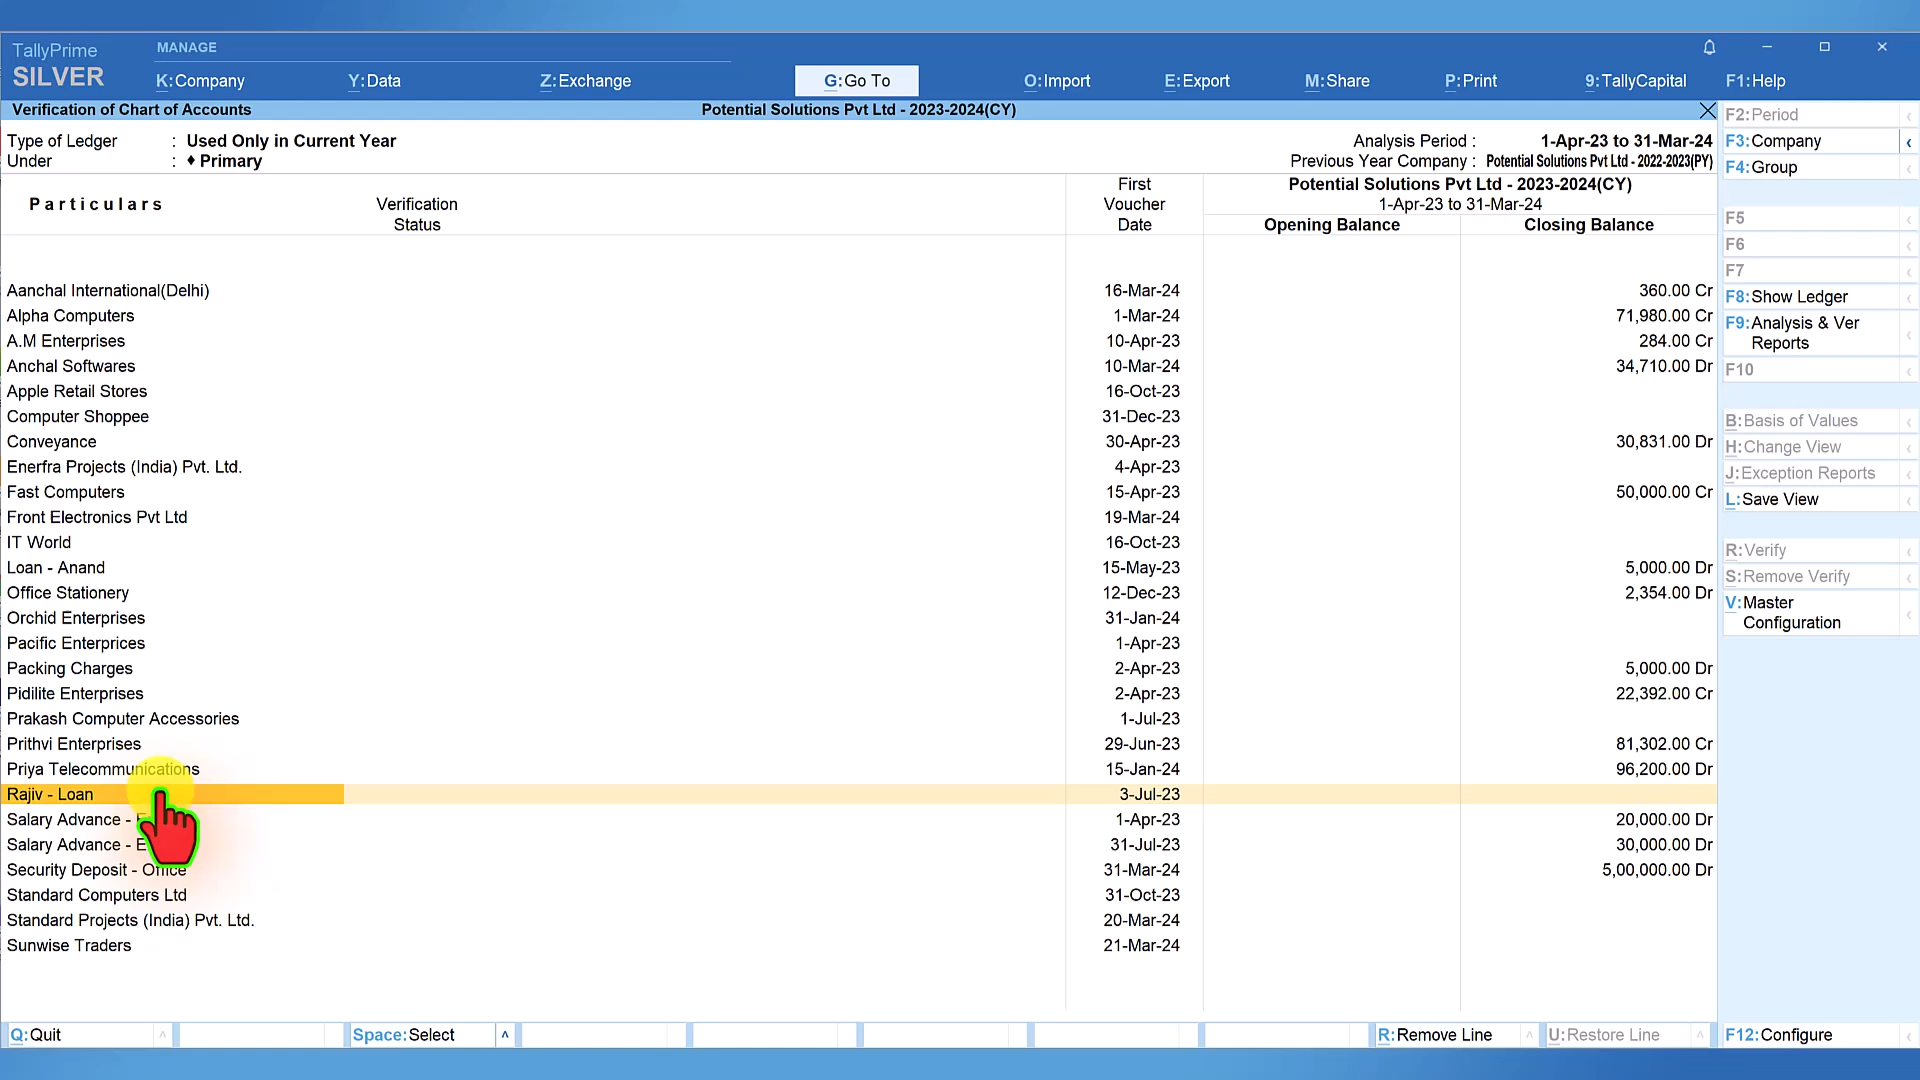 TallyPrime
SILVER
MANAGE
K:Company
Y:Data
Z:Exchange
G:Go To
O:Import
E:Export
M:Share
P:Print
9:TallyCapital
F1:Help
Verification of Chart of Accounts
Potential Solutions Pvt Ltd - 2023-2024(CY)
Type of Ledger : Used Only in Current Year
Under : ♦ Primary
Analysis Period : 1-Apr-23 to 31-Mar-24
Previous Year Company : Potential Solutions Pvt Ltd - 2022-2023(PY)
Particulars
Verification
Status
First
Voucher
Date
Potential Solutions Pvt Ltd - 2023-2024(CY)
1-Apr-23 to 31-Mar-24
Opening Balance
Closing Balance
Aanchal International(Delhi) 16-Mar-24 360.00 Cr
Alpha Computers 1-Mar-24 71,980.00 Cr
A.M Enterprises 10-Apr-23 284.00 Cr
Anchal Softwares 10-Mar-24 34,710.00 Dr
Apple Retail Stores 16-Oct-23
Computer Shoppee 31-Dec-23
Conveyance 30-Apr-23 30,831.00 Dr
Enerfra Projects (India) Pvt. Ltd. 4-Apr-23
Fast Computers 15-Apr-23 50,000.00 Cr
Front Electronics Pvt Ltd 19-Mar-24
IT World 16-Oct-23
Loan - Anand 15-May-23 5,000.00 Dr
Office Stationery 12-Dec-23 2,354.00 Dr
Orchid Enterprises 31-Jan-24
Pacific Enterprices 1-Apr-23
Packing Charges 2-Apr-23 5,000.00 Dr
Pidilite Enterprises 2-Apr-23 22,392.00 Cr
Prakash Computer Accessories 1-Jul-23
Prithvi Enterprises 29-Jun-23 81,302.00 Cr
Priya Telecommunications 15-Jan-24 96,200.00 Dr
Rajiv - Loan 3-Jul-23
Salary Advance - 1-Apr-23 20,000.00 Dr
Salary Advance - 31-Jul-23 30,000.00 Dr
Security Deposit - Office 31-Mar-24 5,00,000.00 Dr
Standard Computers Ltd 31-Oct-23
Standard Projects (India) Pvt. Ltd. 20-Mar-24
Sunwise Traders 21-Mar-24
F2:Period
F3:Company
F4:Group
F5
F6
F7
F8:Show Ledger
F9:Analysis & Ver
Reports
F10
B:Basis of Values
H:Change View
J:Exception Reports
L:Save View
R:Verify
S:Remove Verify
V:Master
Configuration
Q:Quit
Space:Select
R:Remove Line
U:Restore Line
F12:Configure